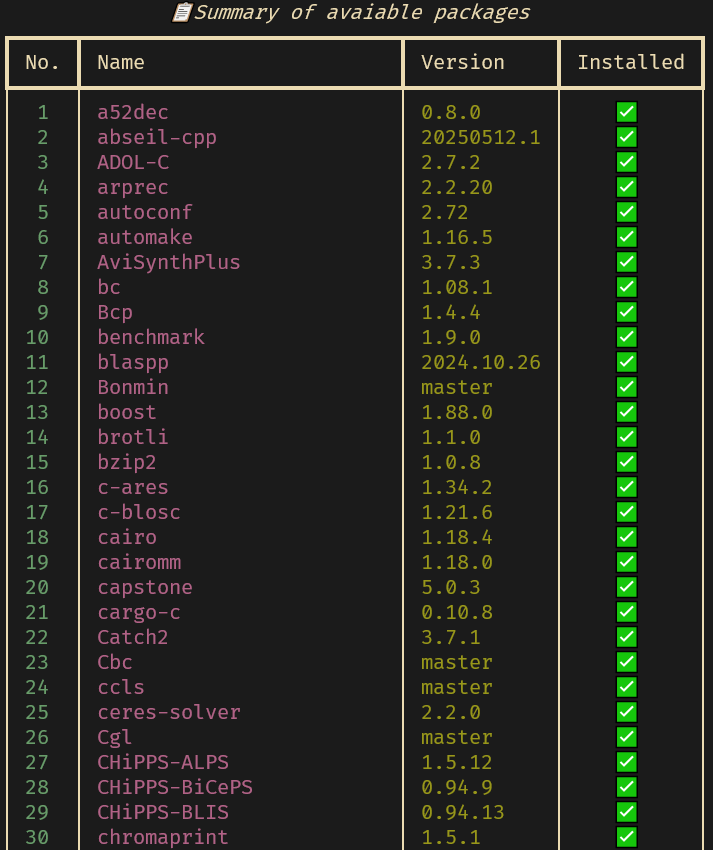 📋Summary of avaiable packages
No. Name Version Installed
1 a52dec 0.8.0 ✅
2 abseil-cpp 20250512.1 ✅
3 ADOL-C 2.7.2 ✅
4 arprec 2.2.20 ✅
5 autoconf 2.72 ✅
6 automake 1.16.5 ✅
7 AviSynthPlus 3.7.3 ✅
8 bc 1.08.1 ✅
9 Bcp 1.4.4 ✅
10 benchmark 1.9.0 ✅
11 blaspp 2024.10.26 ✅
12 Bonmin master ✅
13 boost 1.88.0 ✅
14 brotli 1.1.0 ✅
15 bzip2 1.0.8 ✅
16 c-ares 1.34.2 ✅
17 c-blosc 1.21.6 ✅
18 cairo 1.18.4 ✅
19 cairomm 1.18.0 ✅
20 capstone 5.0.3 ✅
21 cargo-c 0.10.8 ✅
22 Catch2 3.7.1 ✅
23 Cbc master ✅
24 ccls master ✅
25 ceres-solver 2.2.0 ✅
26 Cgl master ✅
27 CHiPPS-ALPS 1.5.12 ✅
28 CHiPPS-BiCePS 0.94.9 ✅
29 CHiPPS-BLIS 0.94.13 ✅
30 chromaprint 1.5.1 ✅